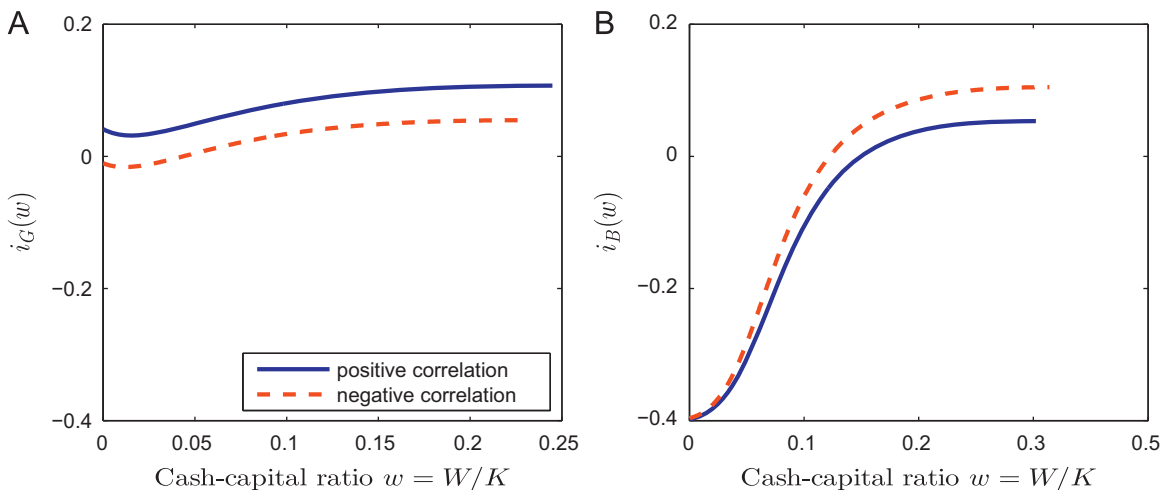 A
0.2
0
−0.2
−0.4
i_G(w)
positive correlation
negative correlation
0 0.05 0.1 0.15 0.2 0.25
Cash-capital ratio w = W/K
B
0.2
0
−0.2
−0.4
i_B(w)
0 0.1 0.2 0.3 0.5
Cash-capital ratio w = W/K